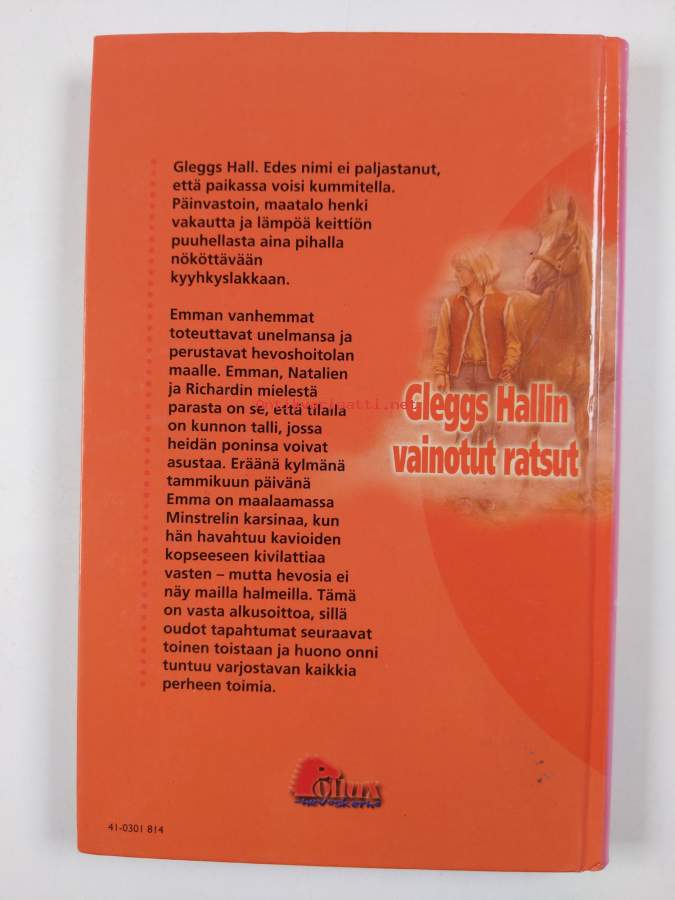 Gleggs Hall. Edes nimi ei paljastanut,
että paikassa voisi kummitella.
Päinvastoin, maatalo henki
vakautta ja lämpöä keittiön
puuhellasta aina pihalla
nököttävään
kyyhkyslakkaan.
Emman vanhemmat
toteuttavat unelmansa ja
perustavat hevoshoitolan
maalle. Emman, Natalien
ja Richardin mielestä
parasta on se, että tilalla
on kunnon talli, jossa
heidän poninsa voivat
asustaa. Eräänä kylmänä
tammikuun päivänä
Emma on maalaamassa
Minstrelin karsinaa, kun
hän havahtuu kavioiden
kopseeseen kivilattiaa
vasten – mutta hevosia ei
näy mailla halmeilla. Tämä
on vasta alkusoittoa, sillä
oudot tapahtumat seuraavat
toinen toistaan ja huono onni
tuntuu varjostavan kaikkia
perheen toimia.
Gleggs Hallin
vainotut ratsut
Pollux
hevoskerho
41-0301 814